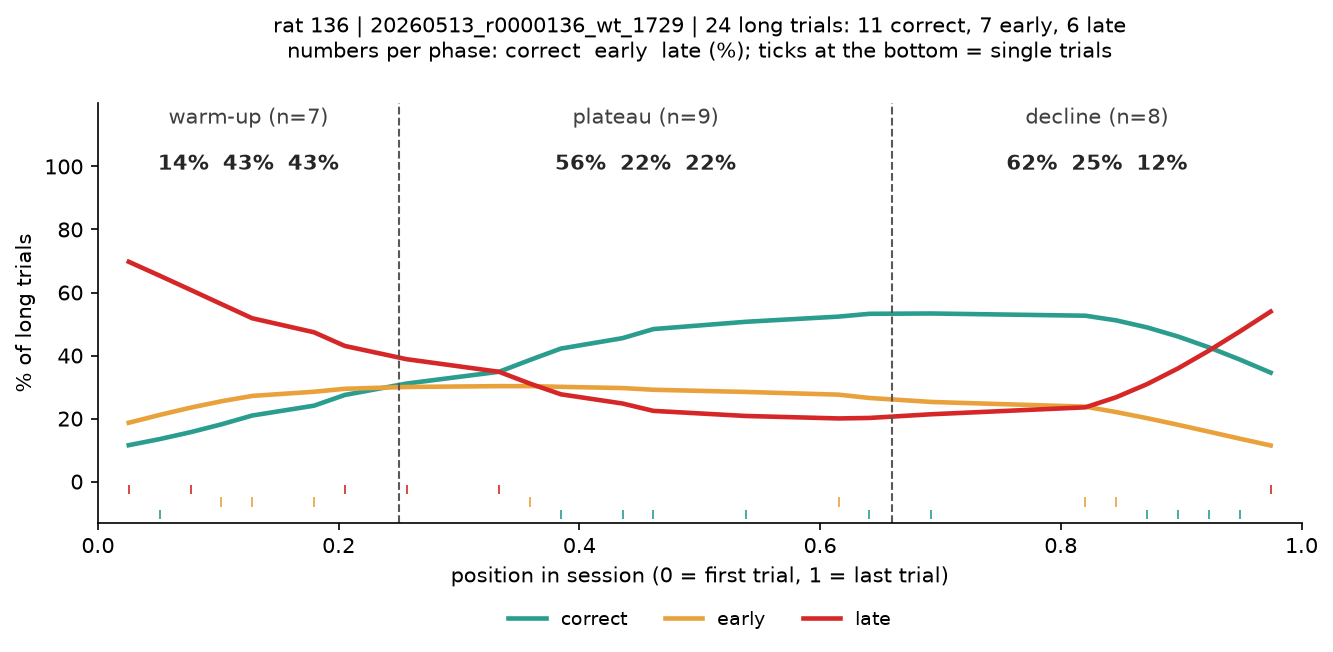 rat 136 | 20260513_r0000136_wt_1729 | 24 long trials: 11 correct, 7 early, 6 late
numbers per phase: correct  early  late (%); ticks at the bottom = single trials
warm-up (n=7)
plateau (n=9)
decline (n=8)
14%  43%  43%
56%  22%  22%
62%  25%  12%
100
80
60
40
20
0
% of long trials
0.0
0.2
0.4
0.6
0.8
1.0
position in session (0 = first trial, 1 = last trial)
correct
early
late